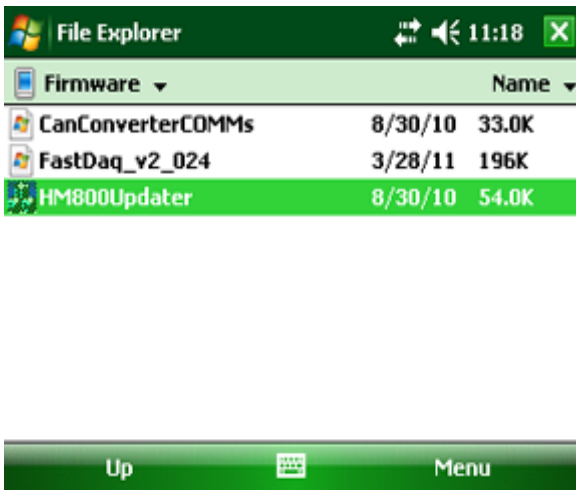 File Explorer 11:18
Firmware Name
CanConverterCOMMs 8/30/10 33.0K
FastDaq_v2_024 3/28/11 196K
HM800Updater 8/30/10 54.0K
Up Menu